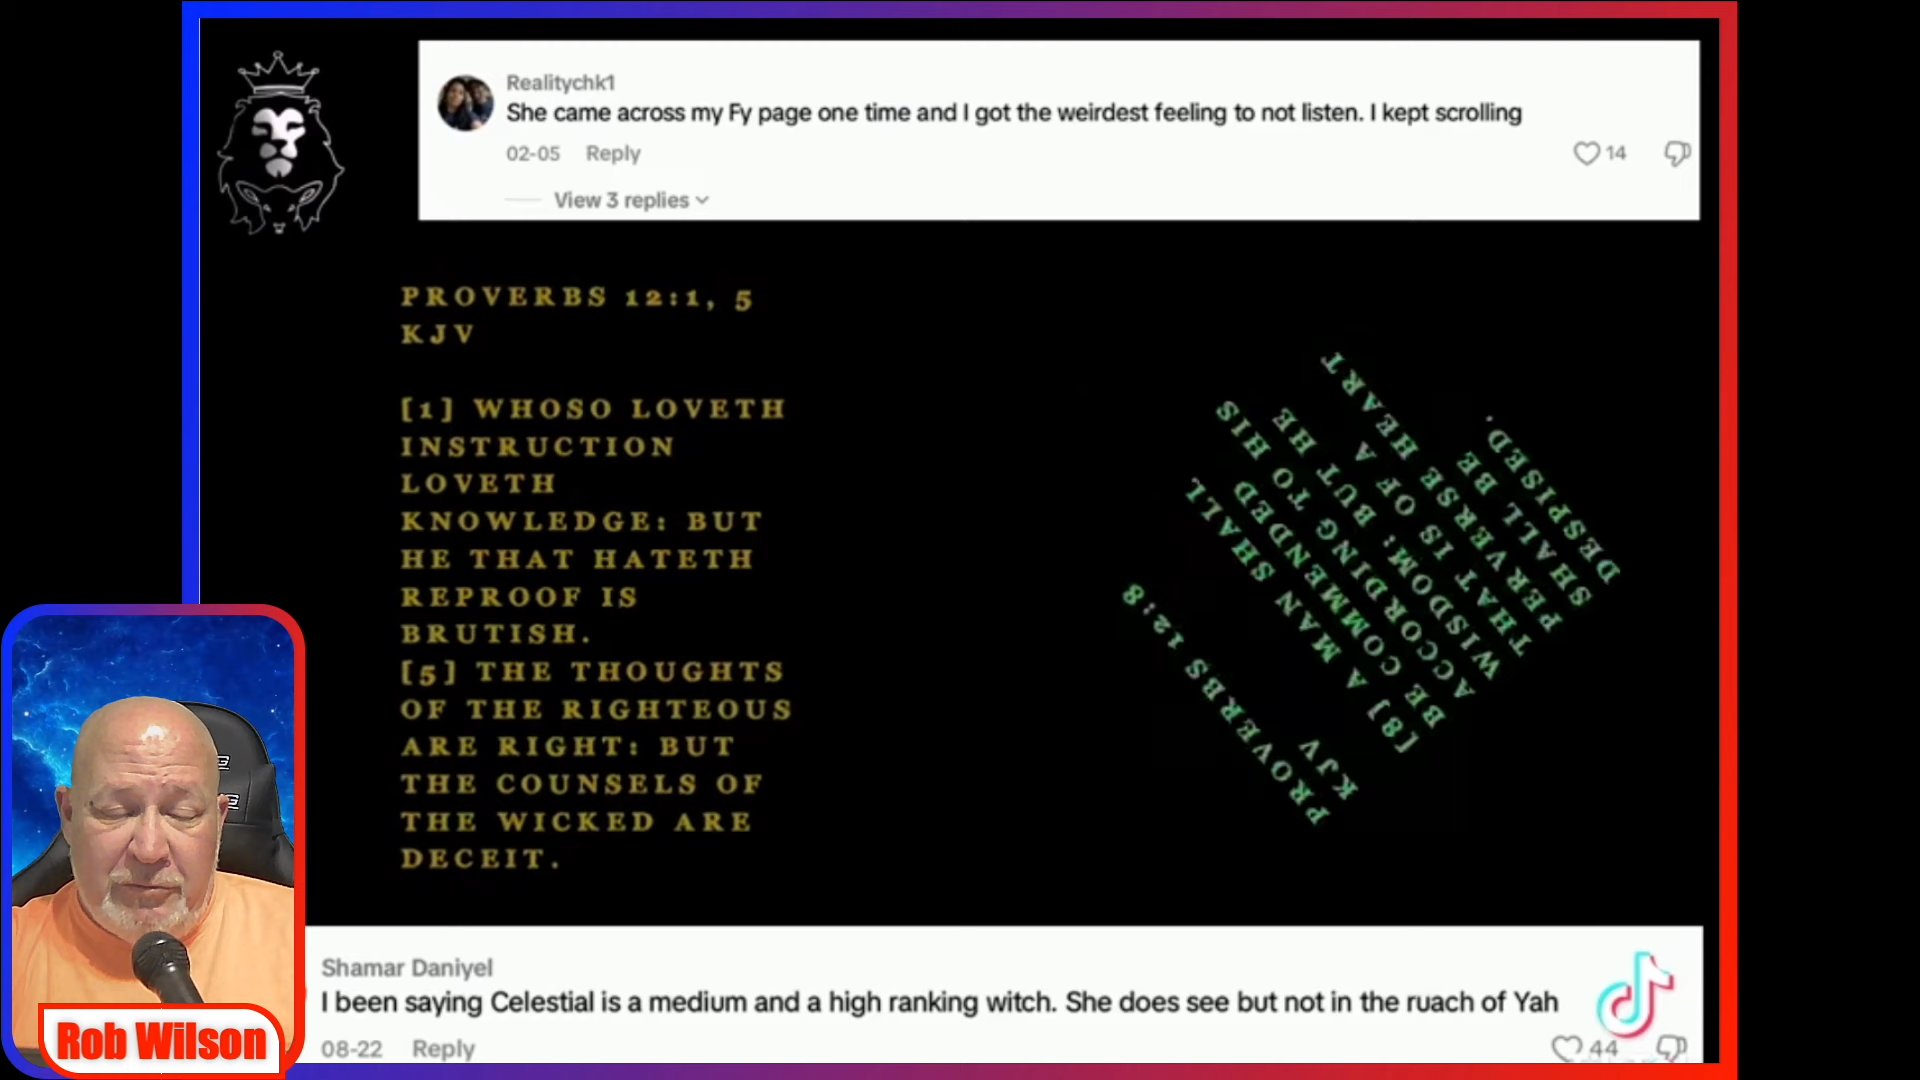 Realitychk1
She came across my Fy page one time and I got the weirdest feeling to not listen. I kept scrolling
02-05 Reply
14
View 3 replies
PROVERBS 12:1, 5
KJV
[1] WHOSO LOVETH
INSTRUCTION
LOVETH
KNOWLEDGE: BUT
HE THAT HATETH
REPROOF IS
BRUTISH.
[5] THE THOUGHTS
OF THE RIGHTEOUS
ARE RIGHT: BUT
THE COUNSELS OF
THE WICKED ARE
DECEIT.
PROVERBS 12:8
KJV
[8] A MAN SHALL
BE COMMENDED
ACCORDING TO HIS
WISDOM: BUT HE
THAT IS OF A
PERVERSE HEART
SHALL BE
DESPISED.
Shamar Daniyel
I been saying Celestial is a medium and a high ranking witch. She does see but not in the ruach of Yah
08-22 Reply
44
Rob Wilson